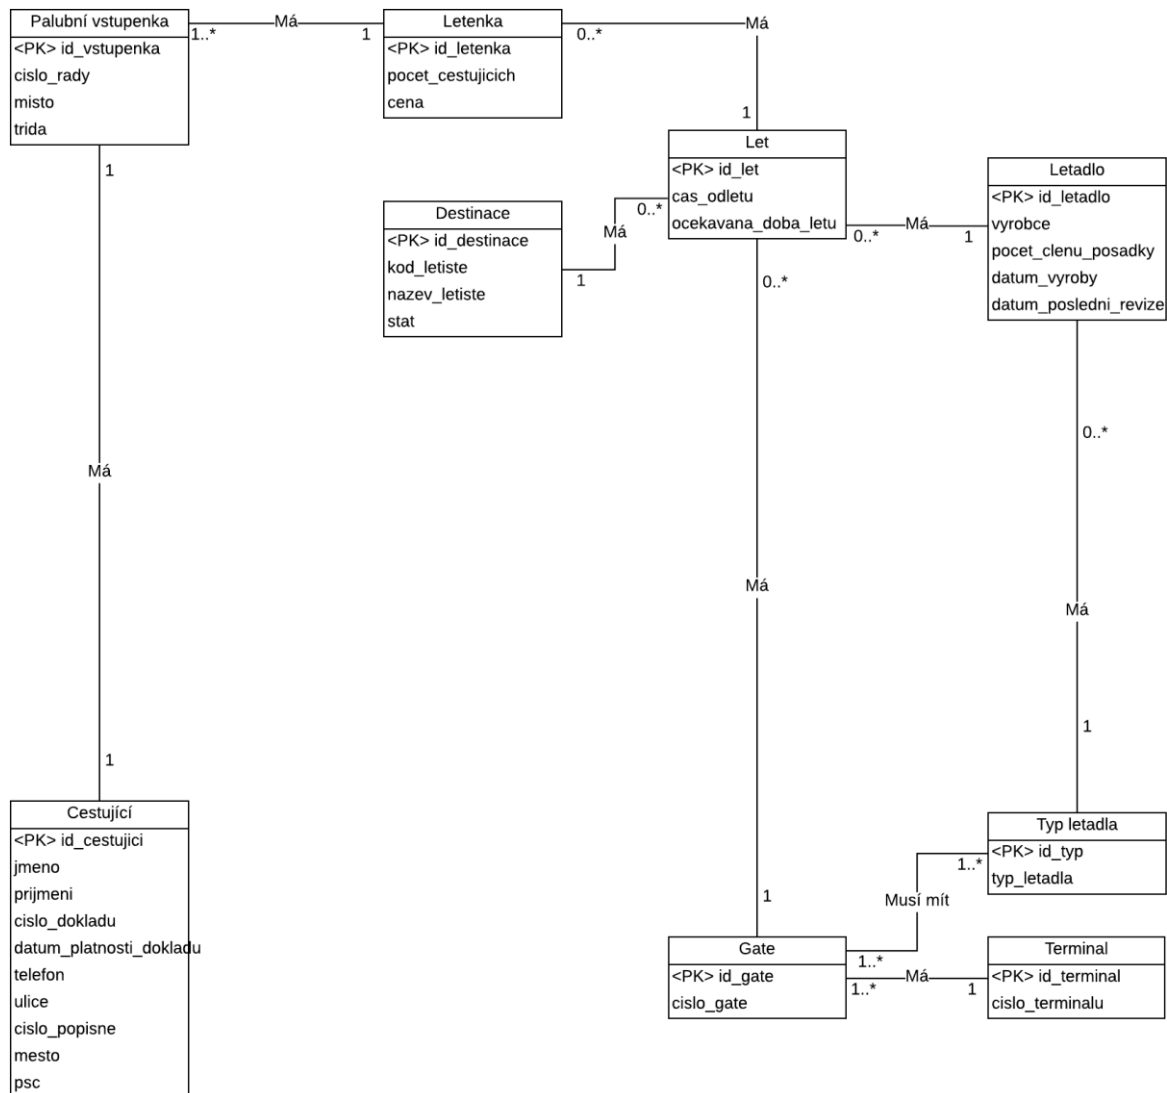 Palubní vstupenka
<PK> id_vstupenka
cislo_rady
misto
trida
1..*
Má
1
Letenka
<PK> id_letenka
pocet_cestujicich
cena
0..*
Má
1
Let
<PK> id_let
cas_odletu
ocekavana_doba_letu
Destinace
<PK> id_destinace
kod_letiste
nazev_letiste
stat
1
Má
0..*
0..*
Má
1
Letadlo
<PK> id_letadlo
vyrobce
pocet_clenu_posadky
datum_vyroby
datum_posledni_revize
1
Má
1
0..*
Má
1
0..*
Má
1
Cestující
<PK> id_cestujici
jmeno
prijmeni
cislo_dokladu
datum_platnosti_dokladu
telefon
ulice
cislo_popisne
mesto
psc
Typ letadla
<PK> id_typ
typ_letadla
1..*
Musí mít
1..*
Gate
<PK> id_gate
cislo_gate
1..*
Má
1
Terminal
<PK> id_terminal
cislo_terminalu